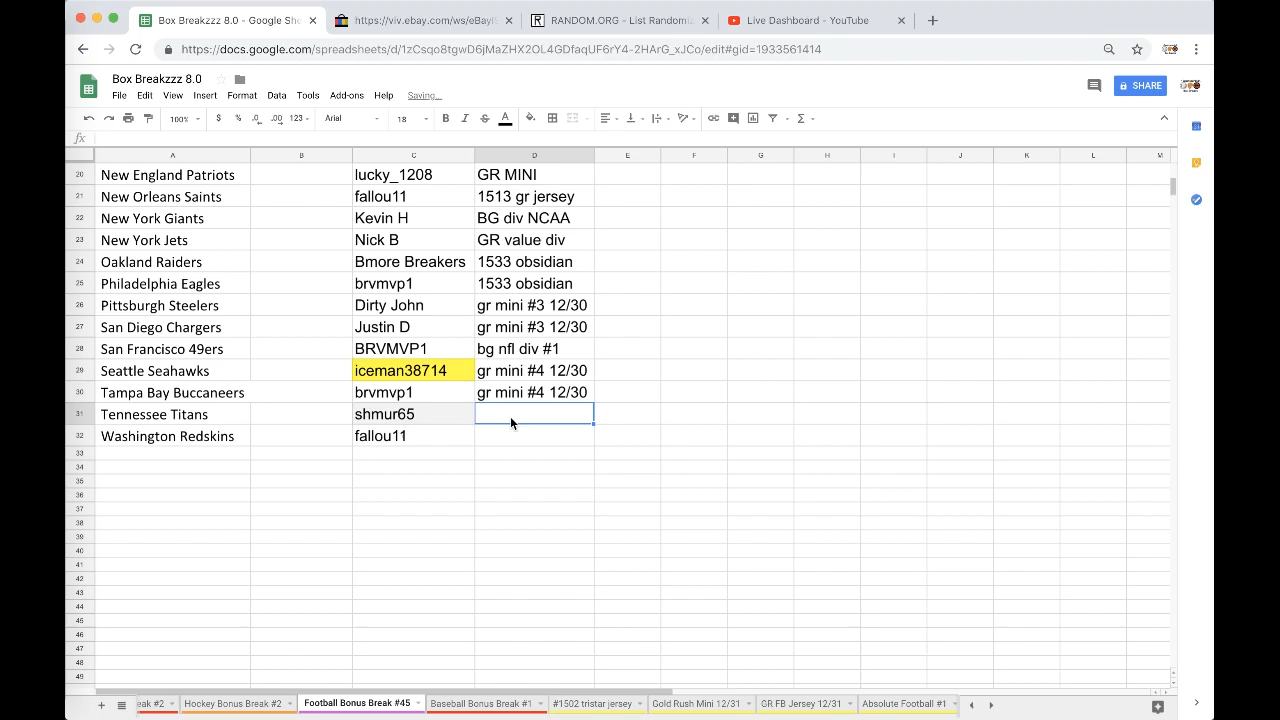 Box Breakzzz 8.0 - Google She
https://viv.ebay.com/ws/eBayI
RANDOM.ORG - List Randomi
Live Dashboard - YouTube
https://docs.google.com/spreadsheets/d/1zCsqo8tgwD6jMaZHX2OL4GDfaqUF6rY4-2HArG_xJCo/edit#gid=1933561414
Box Breakzzz 8.0
File Edit View Insert Format Data Tools Add-ons Help Saving...
SHARE
100% $ % .0 .00 123 Arial 18 B I S A
fx
A B C D E F G H I J K L M
20 New England Patriots lucky_1208 GR MINI
21 New Orleans Saints fallou11 1513 gr jersey
22 New York Giants Kevin H BG div NCAA
23 New York Jets Nick B GR value div
24 Oakland Raiders Bmore Breakers 1533 obsidian
25 Philadelphia Eagles brvmvp1 1533 obsidian
26 Pittsburgh Steelers Dirty John gr mini #3 12/30
27 San Diego Chargers Justin D gr mini #3 12/30
28 San Francisco 49ers BRVMVP1 bg nfl div #1
29 Seattle Seahawks iceman38714 gr mini #4 12/30
30 Tampa Bay Buccaneers brvmvp1 gr mini #4 12/30
31 Tennessee Titans shmur65
32 Washington Redskins fallou11
33
34
35
36
37
38
39
40
41
42
43
44
45
46
47
48
49
eak #2 Hockey Bonus Break #2 Football Bonus Break #45 Baseball Bonus Break #1 #1502 tristar jersey Gold Rush Mini 12/6 GR FB Jersey 12/31 Absolute Football #1